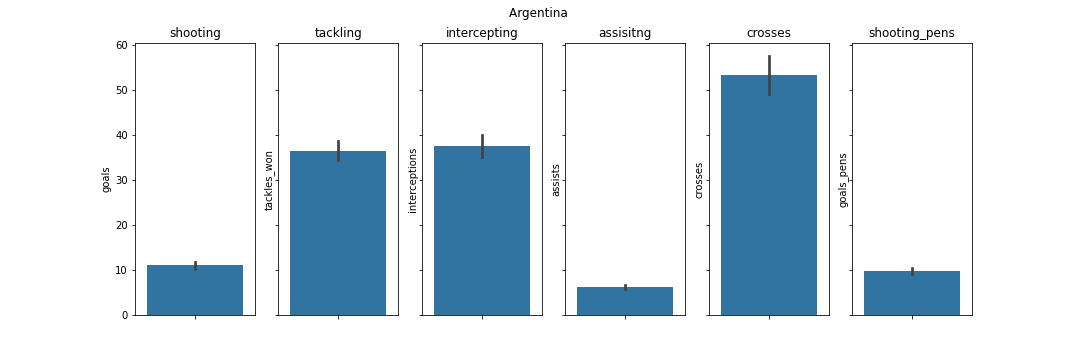 Argentina
shooting
tackling
intercepting
assisitng
crosses
shooting_pens
goals
tackles_won
interceptions
assists
crosses
goals_pens
60
50
40
30
20
10
0